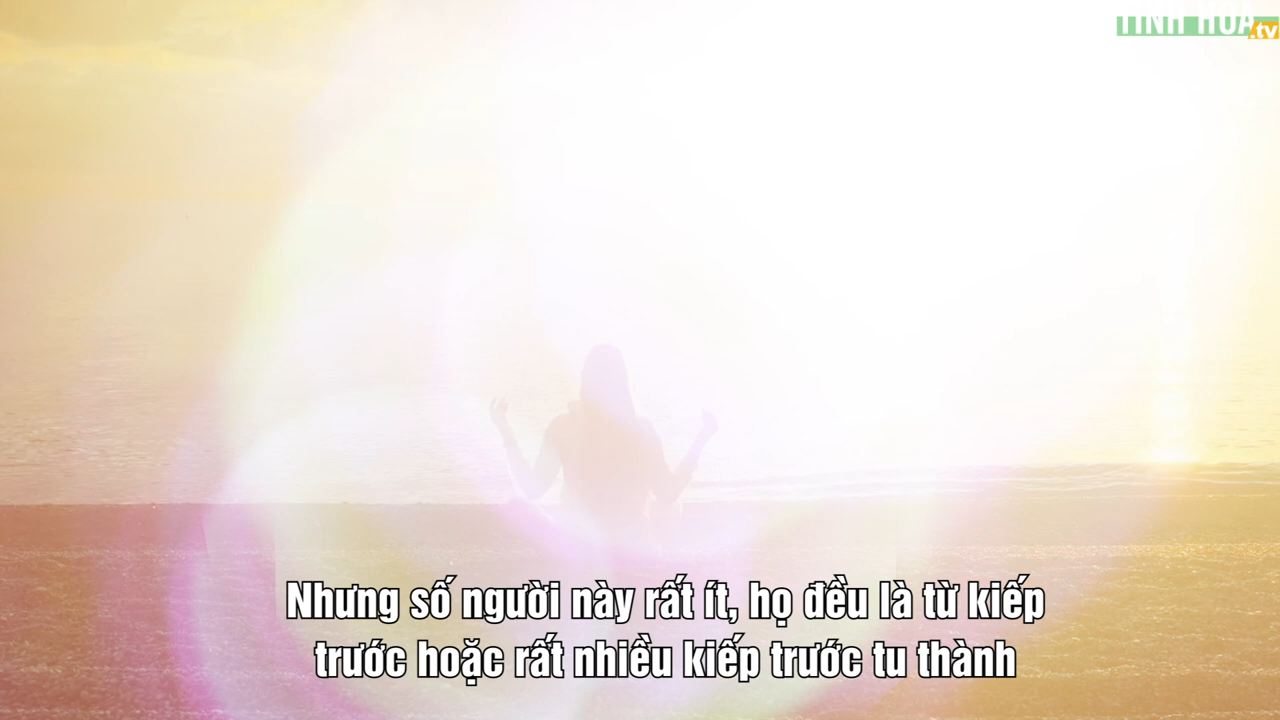 TINH HOA
.tv
Nhưng số người này rất ít, họ đều là từ kiếp
trước hoặc rất nhiều kiếp trước tu thành